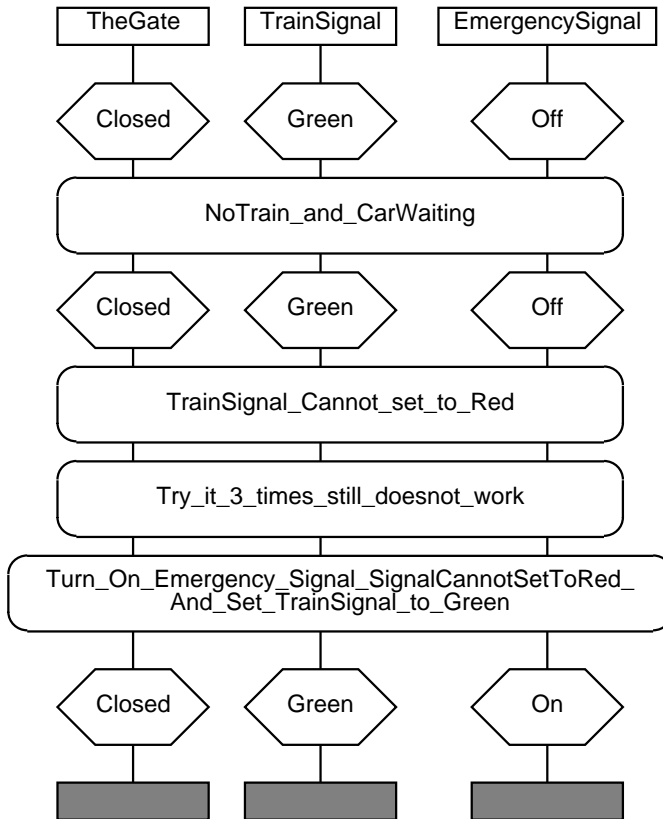 TheGate TrainSignal EmergencySignal
Closed Green Off
NoTrain_and_CarWaiting
Closed Green Off
TrainSignal_Cannot_set_to_Red
Try_it_3_times_still_doesnot_work
Turn_On_Emergency_Signal_SignalCannotSetToRed_
And_Set_TrainSignal_to_Green
Closed Green On